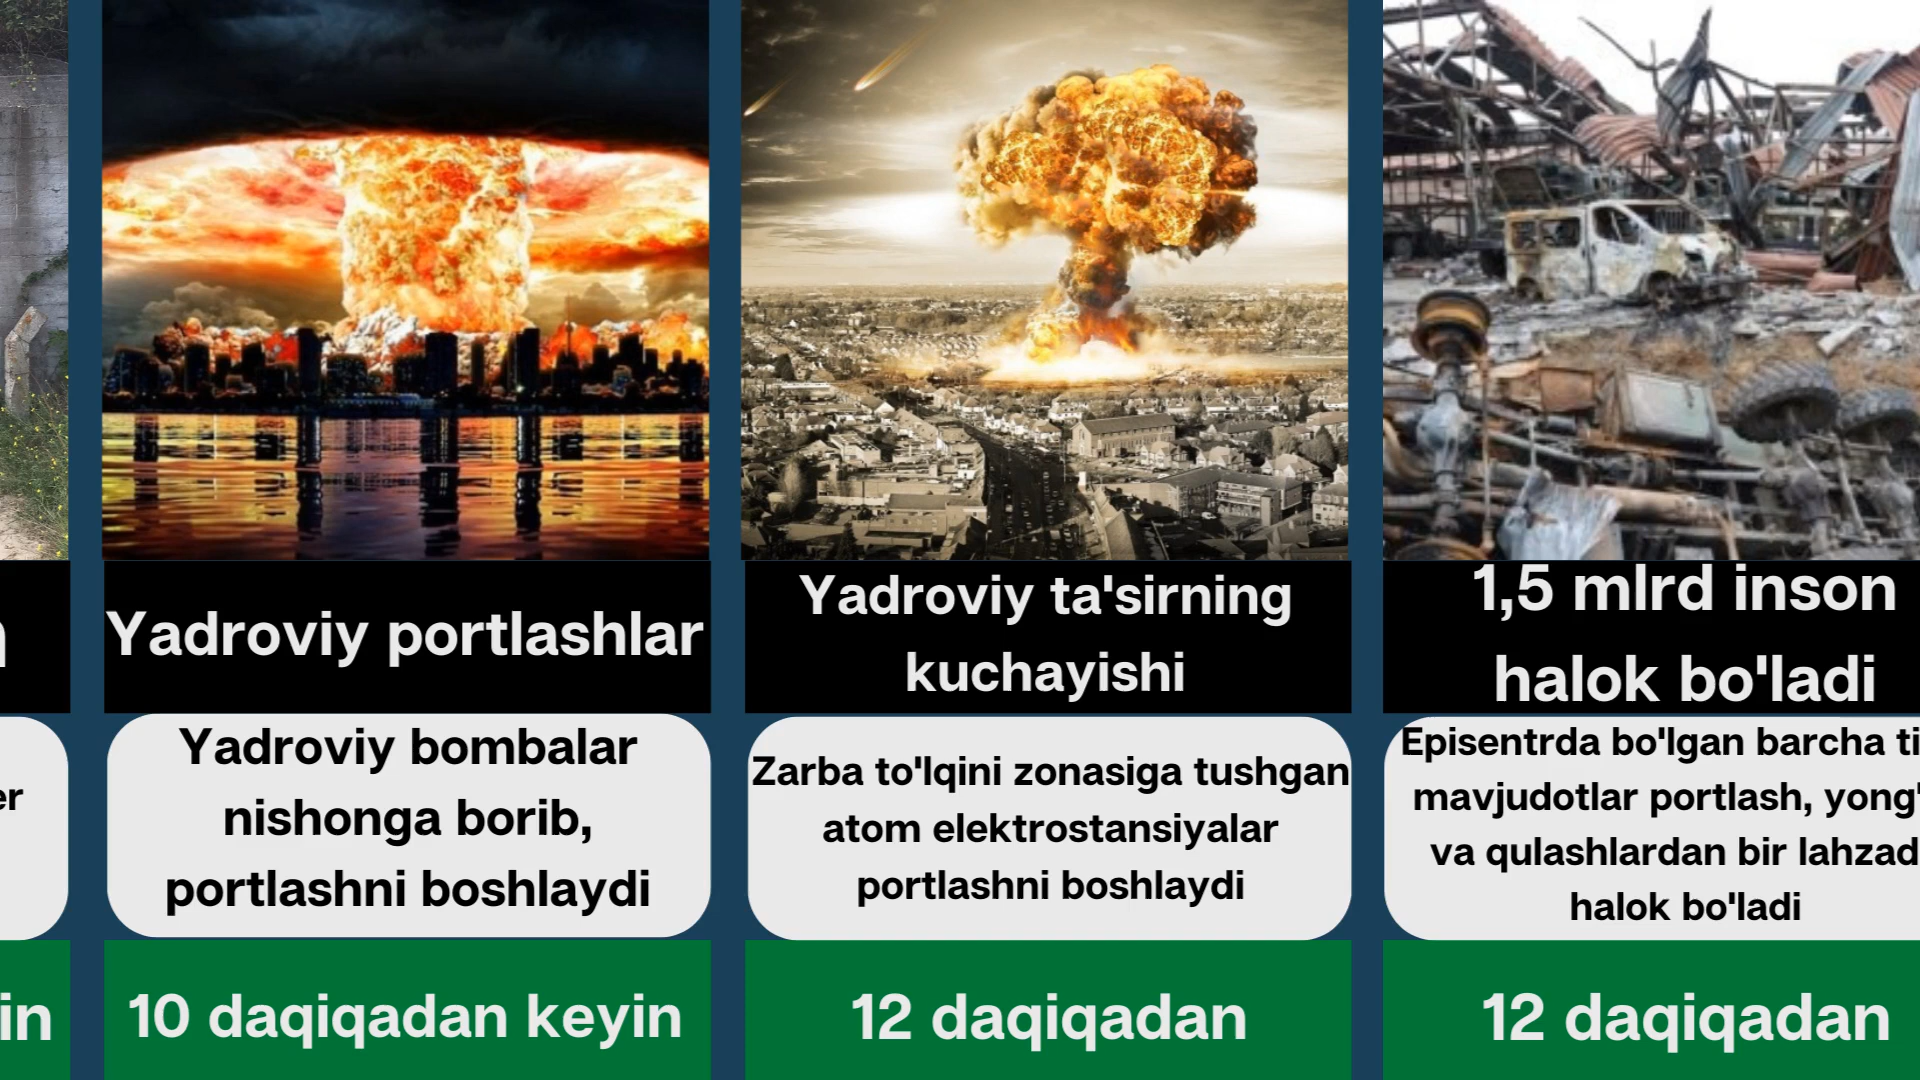 Yadroviy portlashlar
Yadroviy bombalar
nishonga borib,
portlashni boshlaydi
10 daqiqadan keyin
Yadroviy ta'sirning
kuchayishi
Zarba to'lqini zonasiga tushgan
atom elektrostansiyalar
portlashni boshlaydi
12 daqiqadan
1,5 mlrd inson
halok bo'ladi
Episentrda bo'lgan barcha
mavjudotlar portlash,
va qulashlardan bir
halok bo'ladi
12 daqiqadan